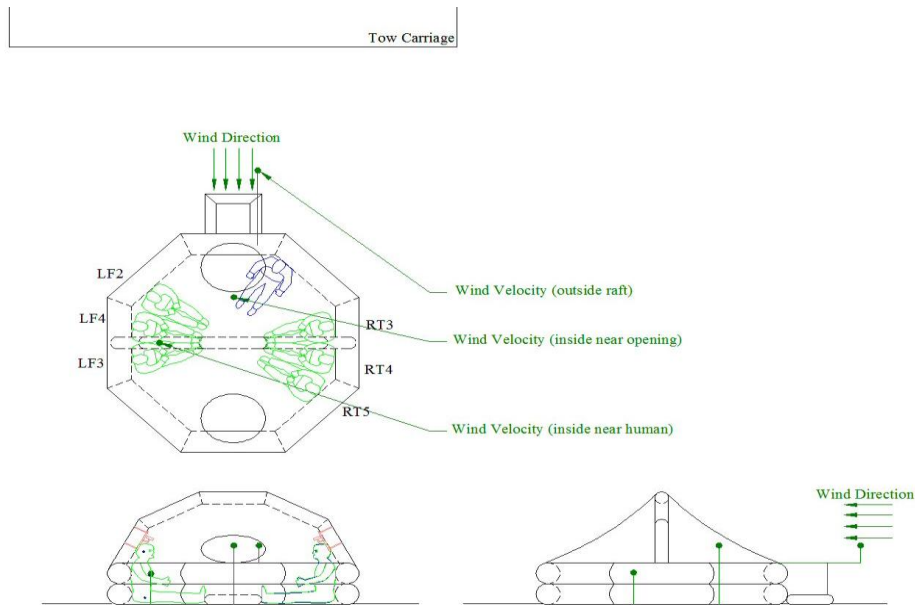 Tow Carriage
Wind Direction
LF2
Wind Velocity (outside raft)
LF4
RT3
Wind Velocity (inside near opening)
LF3
RT4
RT5
Wind Velocity (inside near human)
Wind Direction